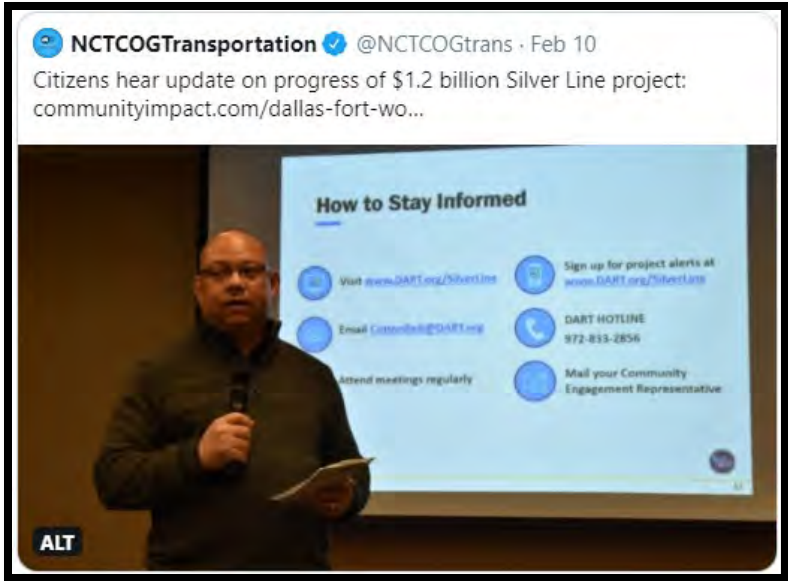 NCTCOGTransportation @NCTCOGtrans · Feb 10
Citizens hear update on progress of $1.2 billion Silver Line project:
communityimpact.com/dallas-fort-wo...
How to Stay Informed
Visit www.DART.org/SilverLine
Email
Attend meetings regularly
Sign up for project alerts at
www.DART.org/SilverLine
DART HOTLINE
972-833-2856
Mail your Community
Engagement Representative
ALT